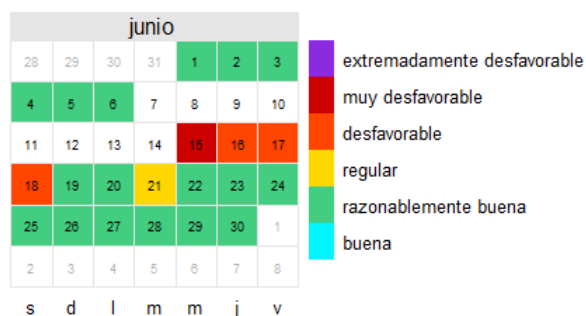 junio
28 29 30 31 1 2 3
4 5 6 7 8 9 10
11 12 13 14 15 16 17
18 19 20 21 22 23 24
25 26 27 28 29 30 1
2 3 4 5 6 7 8
s d l m m j v
extremadamente desfavorable
muy desfavorable
desfavorable
regular
razonablemente buena
buena